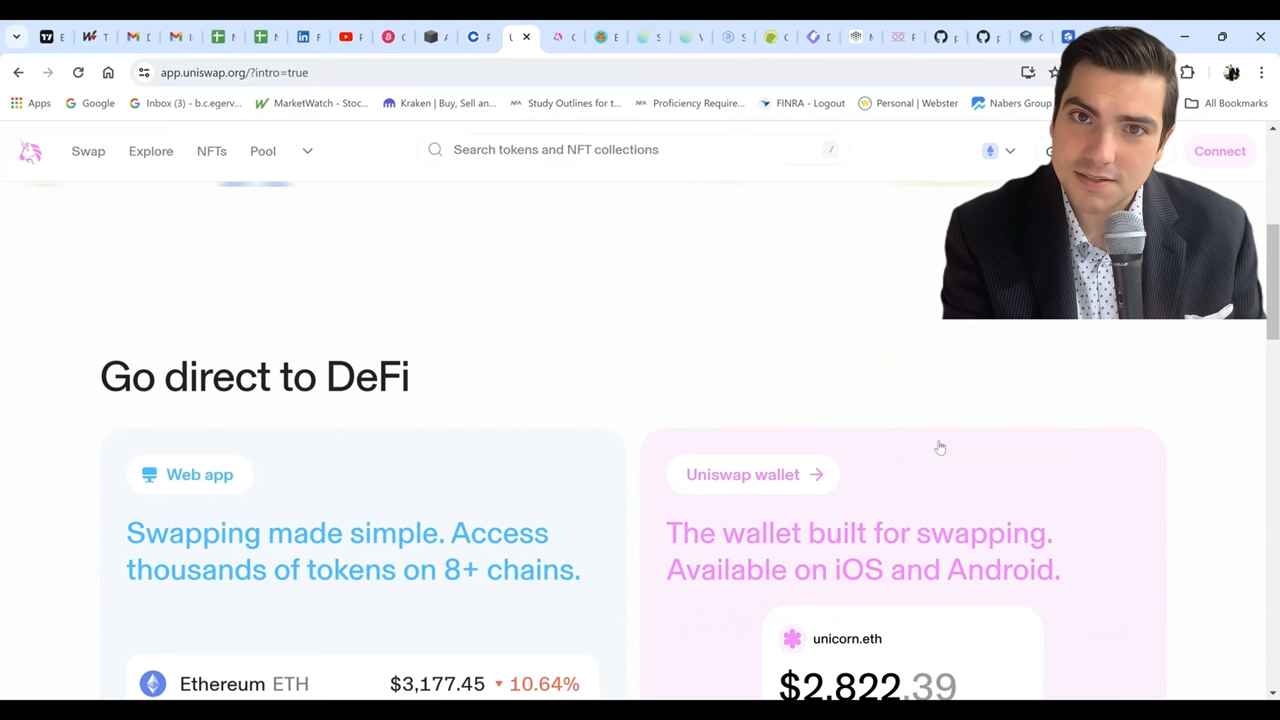 E
T
M
D
M
I
N
N
F
C
A
F
U
C
E
S
\
S
C
D
N
F
p
p
C
app.uniswap.org/?intro=true
Apps
Google
Inbox (3) - b.c.egerv...
MarketWatch - Stoc...
Kraken | Buy, Sell an...
NFA Study Outlines for t...
NFA Proficiency Require...
FINRA - Logout
Personal | Webster
Nabers Group
All Bookmarks
Swap
Explore
NFTs
Pool
Search tokens and NFT collections
/
Connect
Go direct to DeFi
Web app
Swapping made simple. Access
thousands of tokens on 8+ chains.
Ethereum ETH
$3,177.45
10.64%
Uniswap wallet
The wallet built for swapping.
Available on iOS and Android.
unicorn.eth
$2,822.39